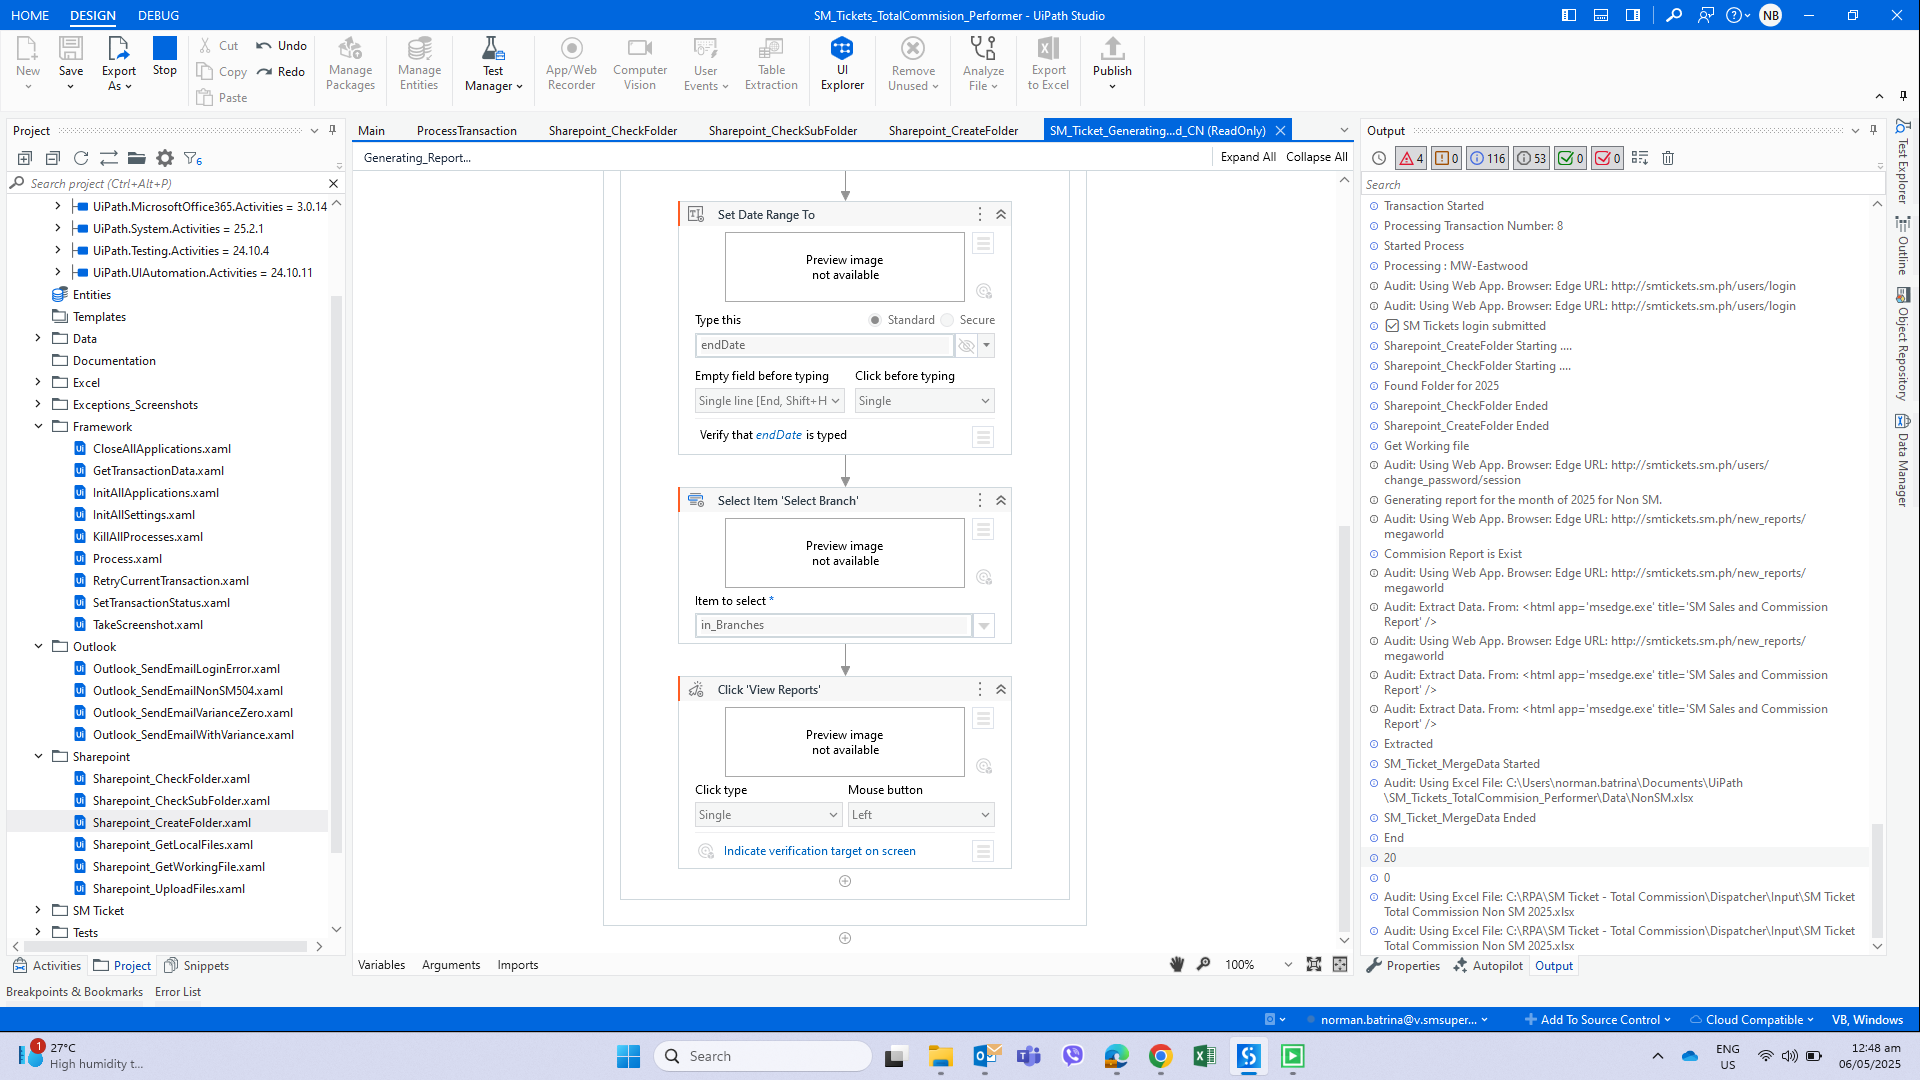 HOME
DESIGN
DEBUG
SM_Tickets_TotalCommision_Performer - UiPath Studio
NB
New
Save
Export
As
Stop
Cut
Copy
Paste
Undo
Redo
Manage
Packages
Manage
Entities
Test
Manager
App/Web
Recorder
Computer
Vision
User
Events
Table
Extraction
UI
Explorer
Remove
Unused
Analyze
File
Export
to Excel
Publish
Project
6
Search project (Ctrl+Alt+P)
UiPath.MicrosoftOffice365.Activities = 3.0.14
UiPath.System.Activities = 25.2.1
UiPath.Testing.Activities = 24.10.4
UiPath.UIAutomation.Activities = 24.10.11
Entities
Templates
Data
Documentation
Excel
Exceptions_Screenshots
Framework
CloseAllApplications.xaml
GetTransactionData.xaml
InitAllApplications.xaml
InitAllSettings.xaml
KillAllProcesses.xaml
Process.xaml
RetryCurrentTransaction.xaml
SetTransactionStatus.xaml
TakeScreenshot.xaml
Outlook
Outlook_SendEmailLoginError.xaml
Outlook_SendEmailNonSM504.xaml
Outlook_SendEmailVarianceZero.xaml
Outlook_SendEmailWithVariance.xaml
Sharepoint
Sharepoint_CheckFolder.xaml
Sharepoint_CheckSubFolder.xaml
Sharepoint_CreateFolder.xaml
Sharepoint_GetLocalFiles.xaml
Sharepoint_GetWorkingFile.xaml
Sharepoint_UploadFiles.xaml
SM Ticket
Tests
Activities
Project
Snippets
Breakpoints & Bookmarks
Error List
Main
ProcessTransaction
Sharepoint_CheckFolder
Sharepoint_CheckSubFolder
Sharepoint_CreateFolder
SM_Ticket_Generating...d_CN (ReadOnly)
Generating_Report...
Expand All
Collapse All
Set Date Range To
Preview image
not available
Type this
Standard
Secure
endDate
Empty field before typing
Click before typing
Single line [End, Shift+H
Single
Verify that endDate is typed
Select Item 'Select Branch'
Preview image
not available
Item to select *
in_Branches
Click 'View Reports'
Preview image
not available
Click type
Mouse button
Single
Left
Indicate verification target on screen
Variables
Arguments
Imports
100%
Output
4
0
116
53
0
0
Search
Transaction Started
Processing Transaction Number: 8
Started Process
Processing : MW-Eastwood
Audit: Using Web App. Browser: Edge URL: http://smtickets.sm.ph/users/login
Audit: Using Web App. Browser: Edge URL: http://smtickets.sm.ph/users/login
SM Tickets login submitted
Sharepoint_CreateFolder Starting ....
Sharepoint_CheckFolder Starting ....
Found Folder for 2025
Sharepoint_CheckFolder Ended
Sharepoint_CreateFolder Ended
Get Working file
Audit: Using Web App. Browser: Edge URL: http://smtickets.sm.ph/users/
change_password/session
Generating report for the month of 2025 for Non SM.
Audit: Using Web App. Browser: Edge URL: http://smtickets.sm.ph/new_reports/
megaworld
Commision Report is Exist
Audit: Using Web App. Browser: Edge URL: http://smtickets.sm.ph/new_reports/
megaworld
Audit: Extract Data. From: <html app='msedge.exe' title='SM Sales and Commission
Report' />
Audit: Using Web App. Browser: Edge URL: http://smtickets.sm.ph/new_reports/
megaworld
Audit: Extract Data. From: <html app='msedge.exe' title='SM Sales and Commission
Report' />
Audit: Extract Data. From: <html app='msedge.exe' title='SM Sales and Commission
Report' />
Extracted
SM_Ticket_MergeData Started
Audit: Using Excel File: C:\Users\norman.batrina\Documents\UiPath
\SM_Tickets_TotalCommision_Performer\Data\NonSM.xlsx
SM_Ticket_MergeData Ended
End
20
0
Audit: Using Excel File: C:\RPA\SM Ticket - Total Commission\Dispatcher\Input\SM Ticket
Total Commission Non SM 2025.xlsx
Audit: Using Excel File: C:\RPA\SM Ticket - Total Commission\Dispatcher\Input\SM Ticket
Total Commission Non SM 2025.xlsx
Properties
Autopilot
Output
Test Explorer
Outline
Object Repository
Data Manager
norman.batrina@v.smsuper...
Add To Source Control
Cloud Compatible
VB, Windows
1
27°C
High humidity t...
Search
ENG
US
12:48 am
06/05/2025